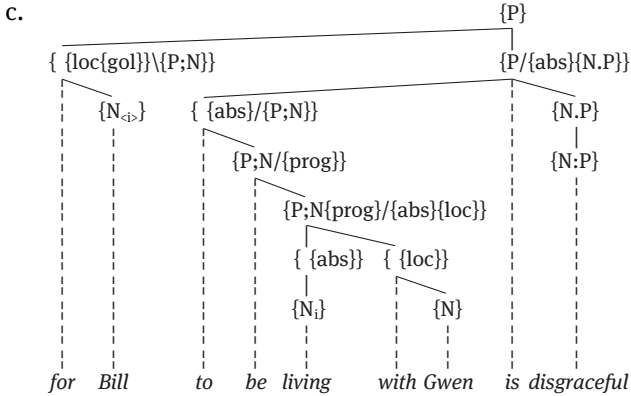 c.
{P}
{ {loc{gol}}\{P;N}} {P/{abs}{N.P}}
{N<i>} { {abs}/{P;N}} {N.P}
{P;N/{prog}} {N:P}
{P;N{prog}/{abs}{loc}}
{ {abs}} { {loc}}
{Ni} {N}
for Bill to be living with Gwen is disgraceful